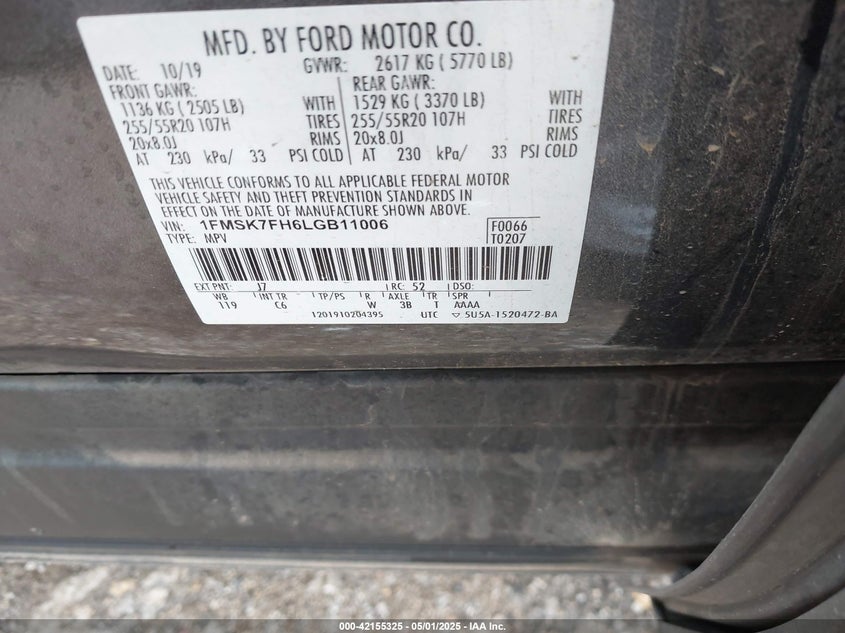 MFD. BY FORD MOTOR CO.
DATE: 10/19 GVWR: 2617 KG ( 5770 LB)
FRONT GAWR: REAR GAWR:
1136 KG ( 2505 LB) WITH 1529 KG ( 3370 LB) WITH
255/55R20 107H TIRES 255/55R20 107H TIRES
20x8.0J RIMS 20x8.0J RIMS
AT 230 kPa/ 33 PSI COLD AT 230 kPa/ 33 PSI COLD
THIS VEHICLE CONFORMS TO ALL APPLICABLE FEDERAL MOTOR
VEHICLE SAFETY AND THEFT PREVENTION STANDARDS IN
EFFECT ON THE DATE OF MANUFACTURE SHOWN ABOVE.
VIN: 1FMSK7FH6LGB11006 F0066
TYPE: MPV T0207
EXT PNT: J7 RC: 52 DSO:
WB INT TR TP/PS R AXLE TR SPR
119 C6 W 3B T AAAA
1201910204395 UTC ▽ 5U5A-1520472-BA
000-42155325 - 05/01/2025 - IAA Inc.